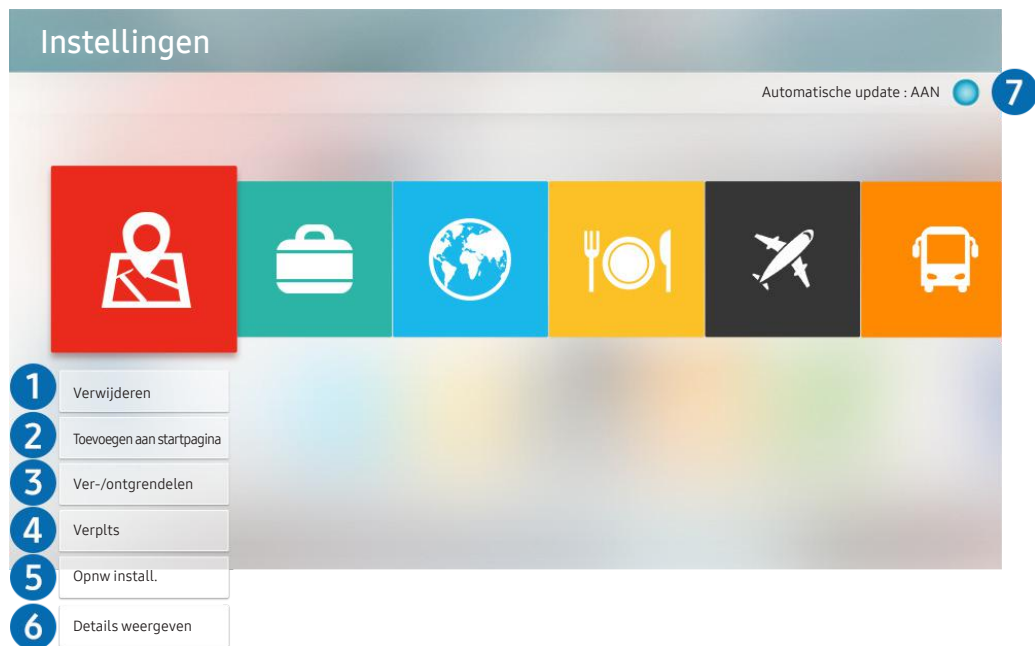 Instellingen
Automatische update : AAN
7
1
Verwijderen
2
Toevoegen aan startpagina
3
Ver-/ontgrendelen
4
Verplts
5
Opnw install.
6
Details weergeven